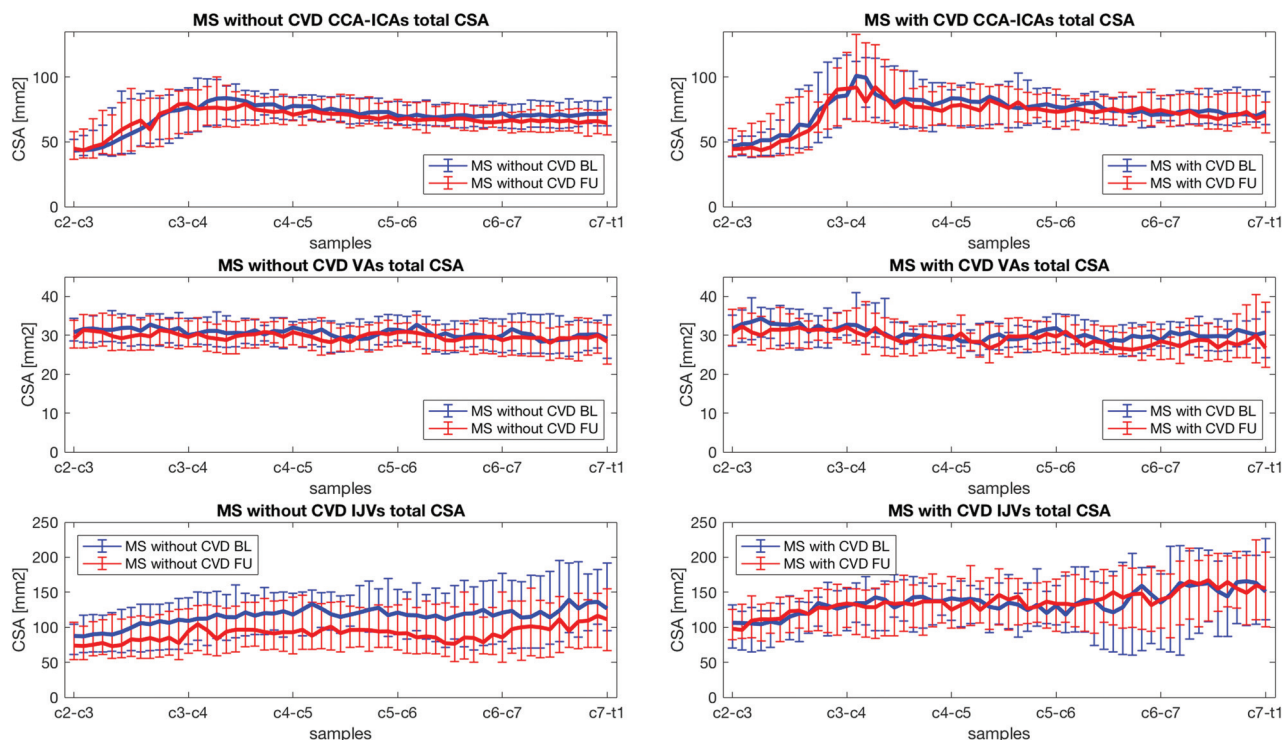 MS without CVD CCA-ICAs total CSA
CSA [mm2]
100
50
0
MS without CVD BL
MS without CVD FU
c2-c3 c3-c4 c4-c5 c5-c6 c6-c7 c7-t1
samples
MS with CVD CCA-ICAs total CSA
CSA [mm2]
100
50
0
MS with CVD BL
MS with CVD FU
c2-c3 c3-c4 c4-c5 c5-c6 c6-c7 c7-t1
samples
MS without CVD VAs total CSA
CSA [mm2]
40
30
20
10
0
MS without CVD BL
MS without CVD FU
c2-c3 c3-c4 c4-c5 c5-c6 c6-c7 c7-t1
samples
MS with CVD VAs total CSA
CSA [mm2]
40
30
20
10
0
MS with CVD BL
MS with CVD FU
c2-c3 c3-c4 c4-c5 c5-c6 c6-c7 c7-t1
samples
MS without CVD IJVs total CSA
CSA [mm2]
250
200
150
100
50
0
MS without CVD BL
MS without CVD FU
c2-c3 c3-c4 c4-c5 c5-c6 c6-c7 c7-t1
samples
MS with CVD IJVs total CSA
CSA [mm2]
250
200
150
100
50
0
MS with CVD BL
MS with CVD FU
c2-c3 c3-c4 c4-c5 c5-c6 c6-c7 c7-t1
samples